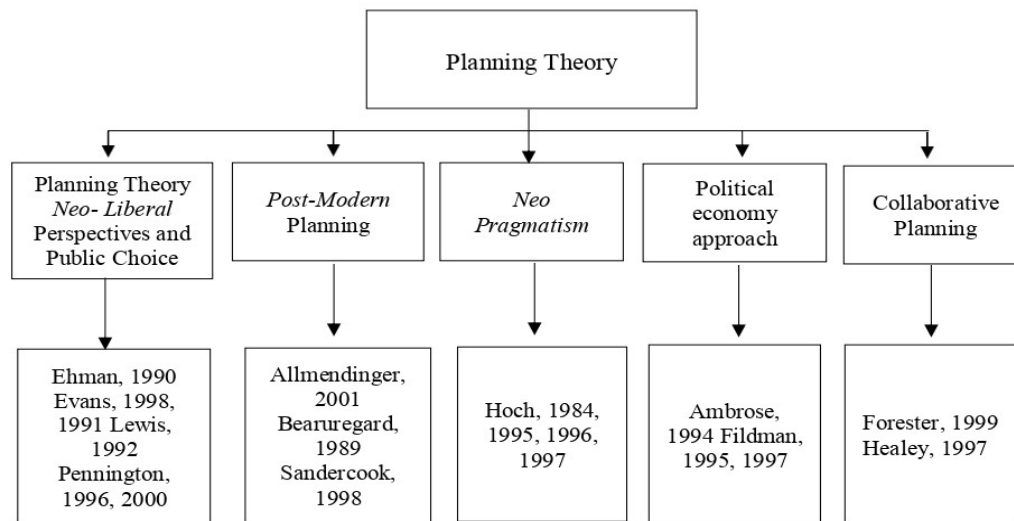 Planning Theory
Planning Theory
Neo- Liberal
Perspectives and
Public Choice
Post-Modern
Planning
Neo
Pragmatism
Political
economy
approach
Collaborative
Planning
Ehman, 1990
Evans, 1998,
1991 Lewis,
1992
Pennington,
1996, 2000
Allmendinger,
2001
Bearuregard,
1989
Sandercook,
1998
Hoch, 1984,
1995, 1996,
1997
Ambrose,
1994 Fildman,
1995, 1997
Forester, 1999
Healey, 1997